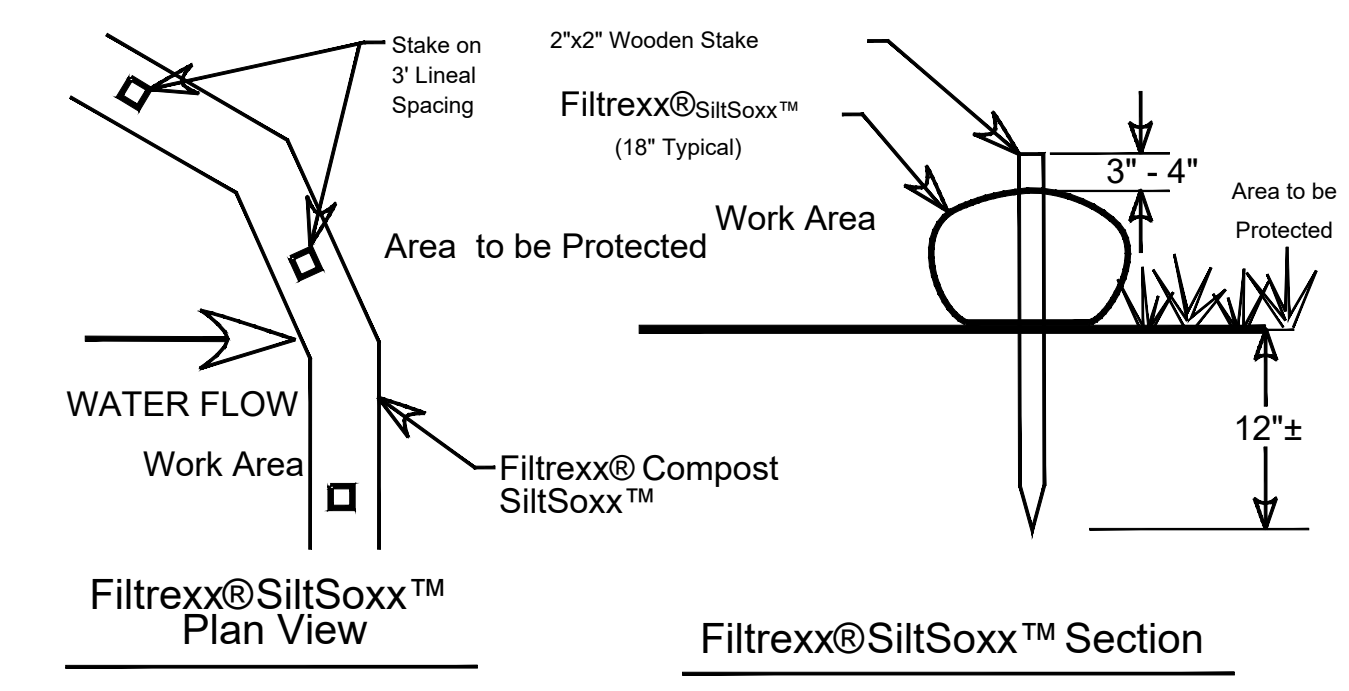 Stake on
3' Lineal
Spacing
Area to be Protected
WATER FLOW
Work Area
Filtrexx® Compost
SiltSoxx™
Filtrexx®SiltSoxx™
Plan View
2"x2" Wooden Stake
Filtrexx®SiltSoxx™
(18" Typical)
Work Area
3" - 4"
Area to be
Protected
12"±
Filtrexx®SiltSoxx™ Section